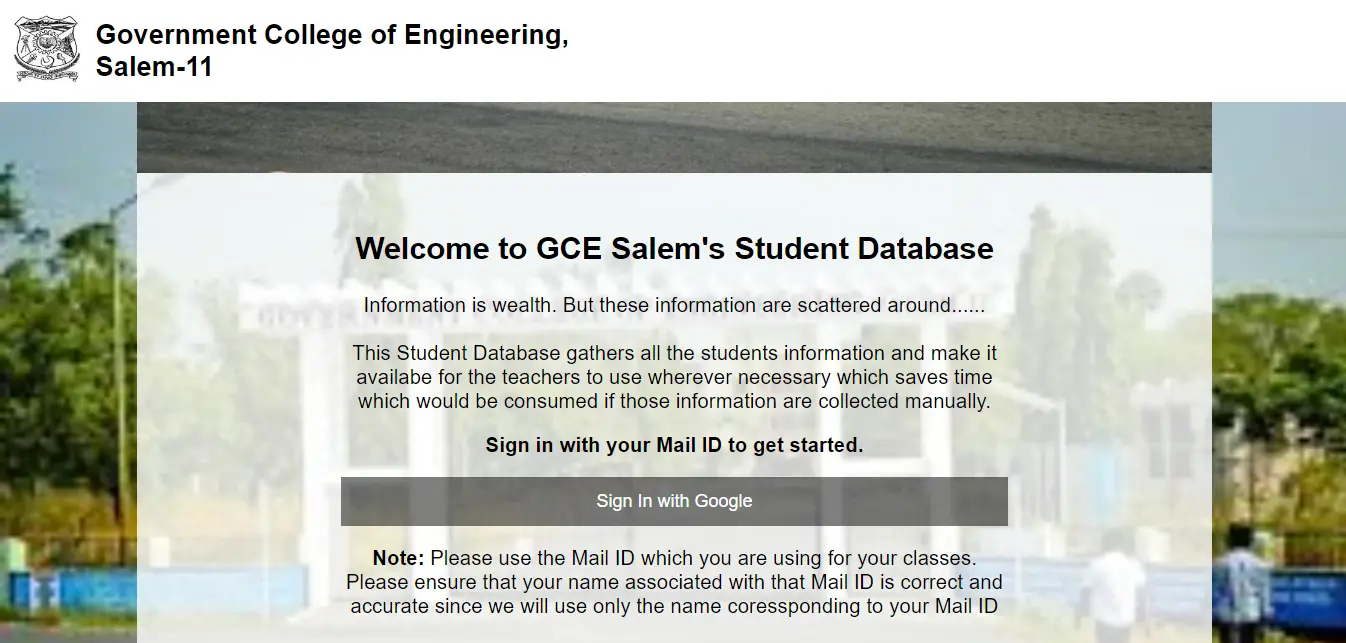 Government College of Engineering,
Salem-11
Welcome to GCE Salem's Student Database
Information is wealth. But these information are scattered around......
GOVERNMENT COLLEGE OF
This Student Database gathers all the students information and make it
availabe for the teachers to use wherever necessary which saves time
which would be consumed if those information are collected manually.
Sign in with your Mail ID to get started.
Sign In with Google
Note: Please use the Mail ID which you are using for your classes.
Please ensure that your name associated with that Mail ID is correct and
accurate since we will use only the name coressponding to your Mail ID